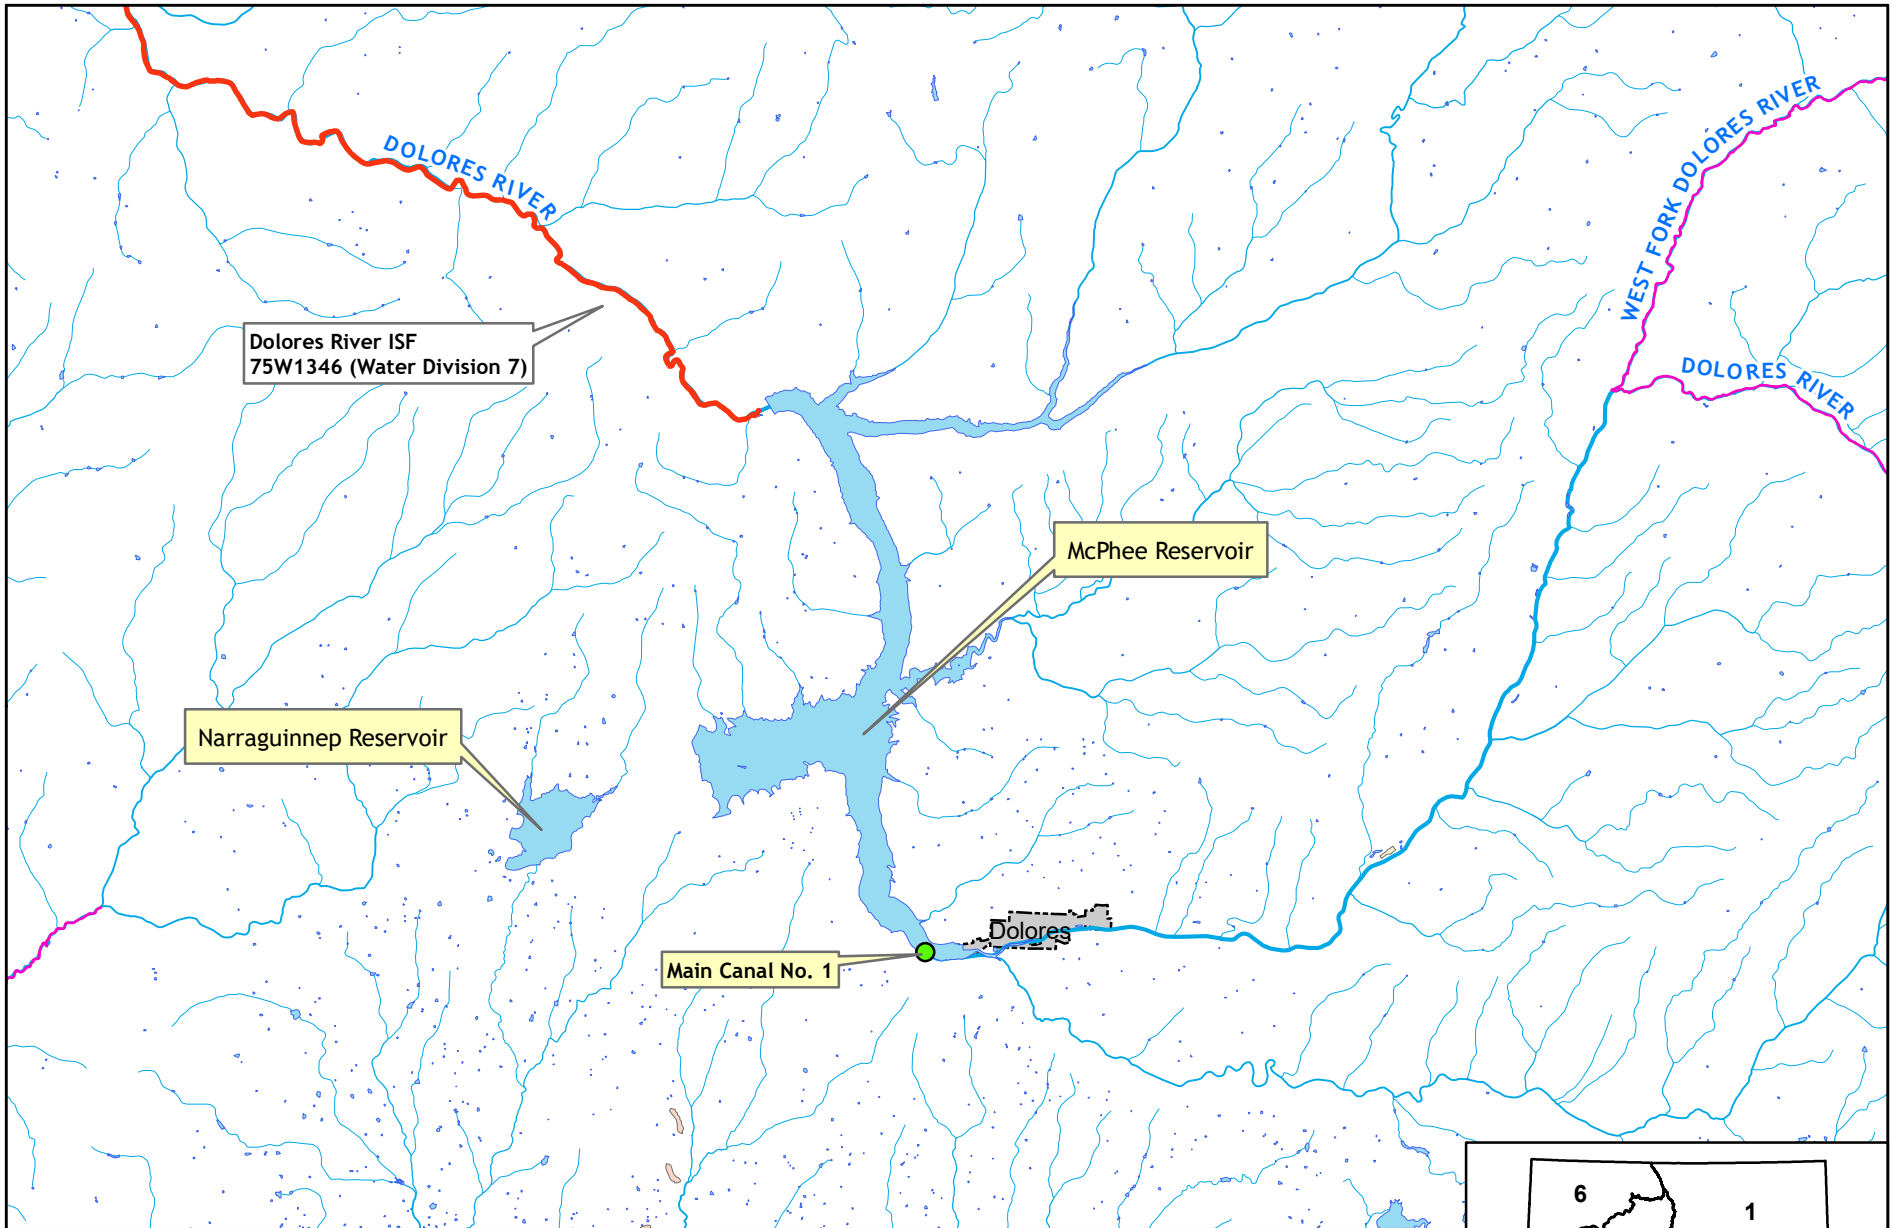 DOLORES RIVER
WEST FORK DOLORES RIVER
Dolores River ISF
75W1346 (Water Division 7)
DOLORES RIVER
McPhee Reservoir
Narraguinnep Reservoir
Dolores
Main Canal No. 1
6
1